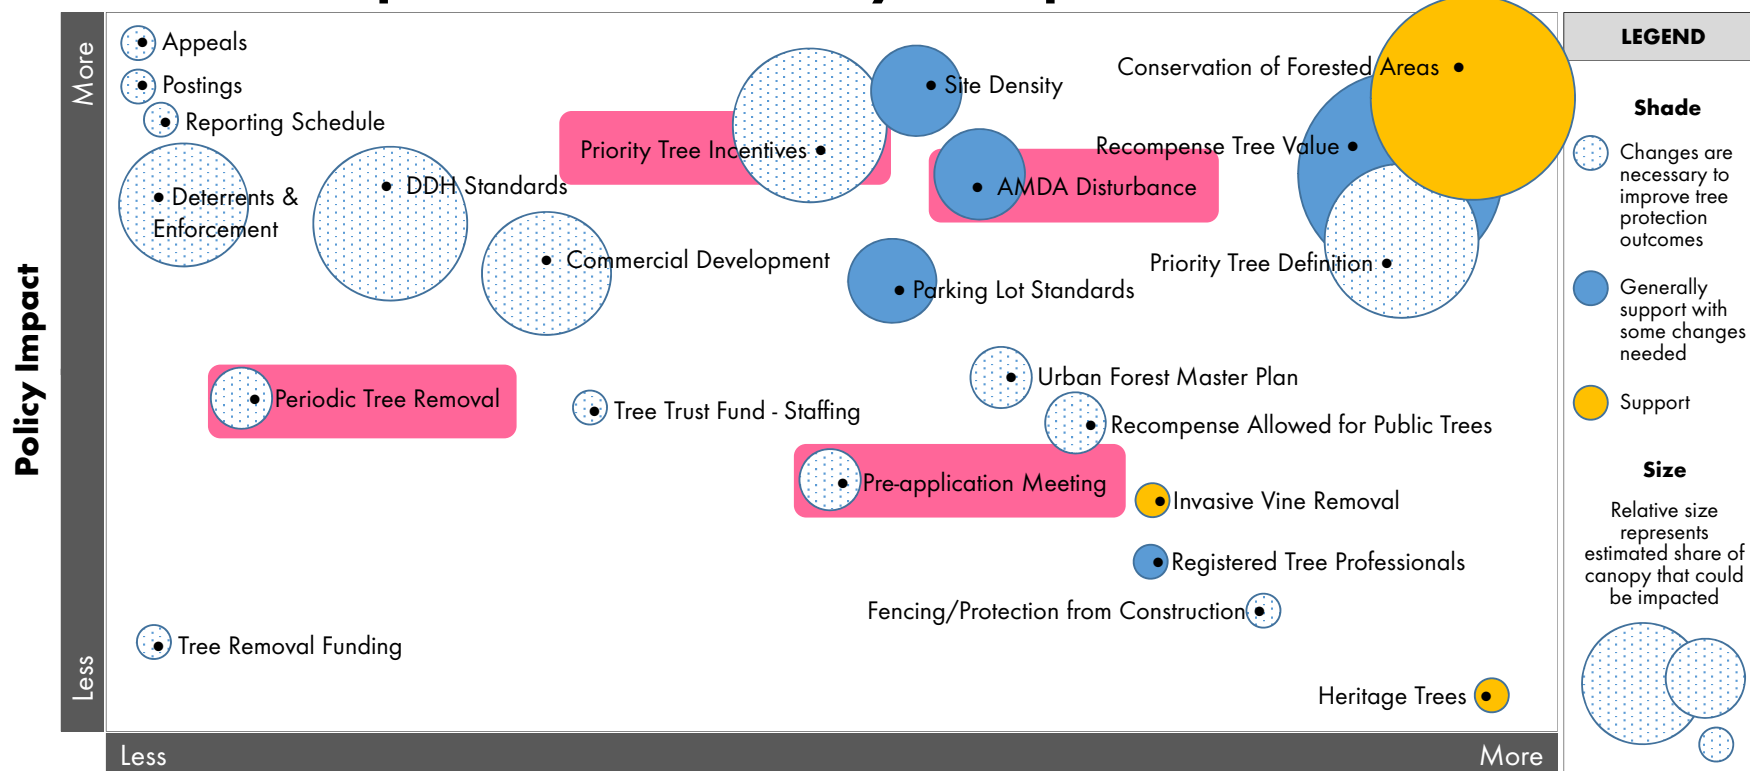 More
Appeals
Postings
Reporting Schedule
Deterrents &
Enforcement
DDH Standards
Priority Tree Incentives
Site Density
Conservation of Forested Areas
Recompense Tree Value
AMDA Disturbance
Commercial Development
Parking Lot Standards
Priority Tree Definition
Policy Impact
Periodic Tree Removal
Tree Trust Fund - Staffing
Urban Forest Master Plan
Recompense Allowed for Public Trees
Pre-application Meeting
Invasive Vine Removal
Registered Tree Professionals
Fencing/Protection from Construction
Tree Removal Funding
Heritage Trees
Less
Less
More
LEGEND
Shade
Changes are
necessary to
improve tree
protection
outcomes
Generally
support with
some changes
needed
Support
Size
Relative size
represents
estimated share of
canopy that could
be impacted